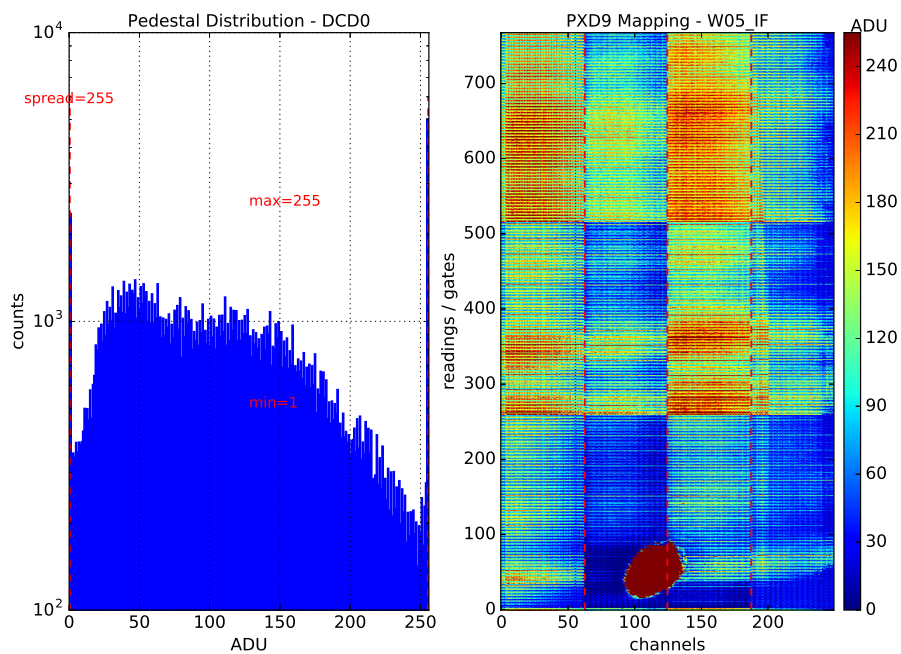 Pedestal Distribution - DCD0
10^4
10^3
10^2
counts
spread=255
max=255
min=1
0 50 100 150 200 250
ADU
PXD9 Mapping - W05_IF
700
600
500
400
300
200
100
0
readings / gates
0 50 100 150 200
channels
ADU
240
210
180
150
120
90
60
30
0